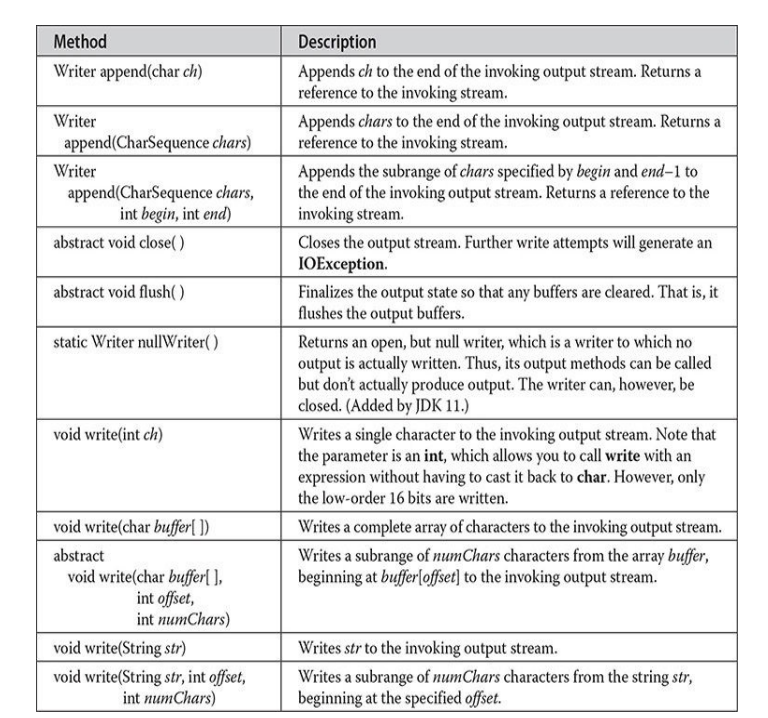 Method Description
Writer append(char ch) Appends ch to the end of the invoking output stream. Returns a
reference to the invoking stream.
Writer Appends chars to the end of the invoking output stream. Returns a
append(CharSequence chars) reference to the invoking stream.
Writer Appends the subrange of chars specified by begin and end–1 to
append(CharSequence chars, the end of the invoking output stream. Returns a reference to the
int begin, int end) invoking stream.
abstract void close( ) Closes the output stream. Further write attempts will generate an
IOException.
abstract void flush( ) Finalizes the output state so that any buffers are cleared. That is, it
flushes the output buffers.
static Writer nullWriter( ) Returns an open, but null writer, which is a writer to which no
output is actually written. Thus, its output methods can be called
but don't actually produce output. The writer can, however, be
closed. (Added by JDK 11.)
void write(int ch) Writes a single character to the invoking output stream. Note that
the parameter is an int, which allows you to call write with an
expression without having to cast it back to char. However, only
the low-order 16 bits are written.
void write(char buffer[ ]) Writes a complete array of characters to the invoking output stream.
abstract Writes a subrange of numChars characters from the array buffer,
void write(char buffer[ ], beginning at buffer[offset] to the invoking output stream.
int offset,
int numChars)
void write(String str) Writes str to the invoking output stream.
void write(String str, int offset, Writes a subrange of numChars characters from the string str,
int numChars) beginning at the specified offset.